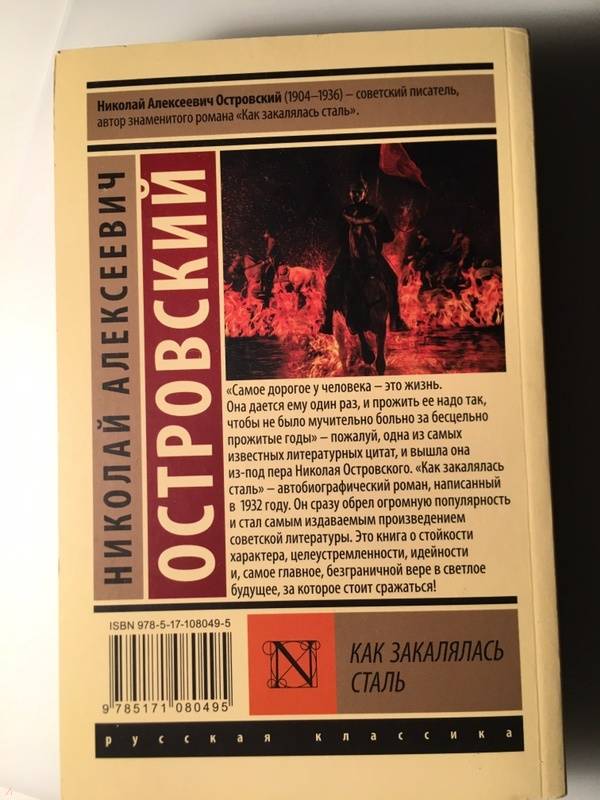 Николай Алексеевич Островский (1904–1936) – советский писатель,
автор знаменитого романа «Как закалялась сталь».
НИКОЛАЙ АЛЕКСЕЕВИЧ
ОСТРОВСКИЙ
«Самое дорогое у человека – это жизнь.
Она дается ему один раз, и прожить ее надо так,
чтобы не было мучительно больно за бесцельно
прожитые годы» – пожалуй, одна из самых
известных литературных цитат, и вышла она
из-под пера Николая Островского. «Как закалялась
сталь» – автобиографический роман, написанный
в 1932 году. Он сразу обрел огромную популярность
и стал самым издаваемым произведением
советской литературы. Это книга о стойкости
характера, целеустремленности, идейности
и, самое главное, безграничной вере в светлое
будущее, за которое стоит сражаться!
ISBN 978-5-17-108049-5
9 785171 080495
N
КАК ЗАКАЛЯЛАСЬ
СТАЛЬ
русская классика